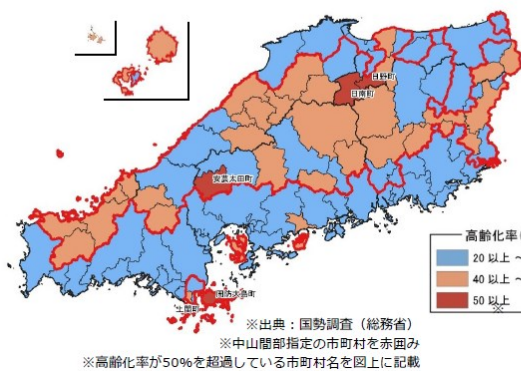 日野町
日南町
安芸太田町
周防大島町
上関町
高齢化率(
20 以上 ~
40 以上 ~
50 以上
※
※出典：国勢調査（総務省）
※中山間部指定の市町村を赤囲み
※高齢化率が50%を超過している市町村名を図上に記載